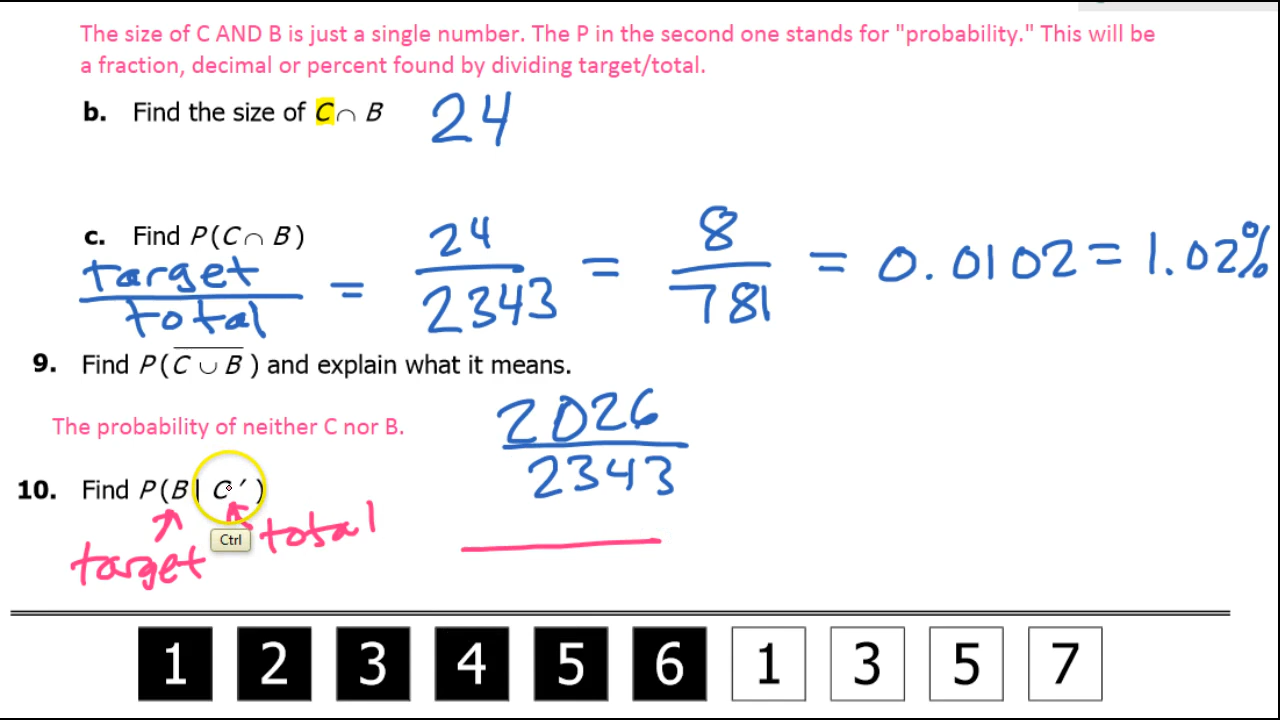 The size of C AND B is just a single number. The P in the second one stands for "probability." This will be
a fraction, decimal or percent found by dividing target/total.
b. Find the size of C ∩ B 24
c. Find P(C ∩ B)
target/total = 24/2343 = 8/781 = 0.0102 = 1.02%
9. Find P(\overline{C ∪ B}) and explain what it means.
The probability of neither C nor B. 2026/2343
10. Find P(B | C′)
target total
Ctrl
1 2 3 4 5 6 1 3 5 7